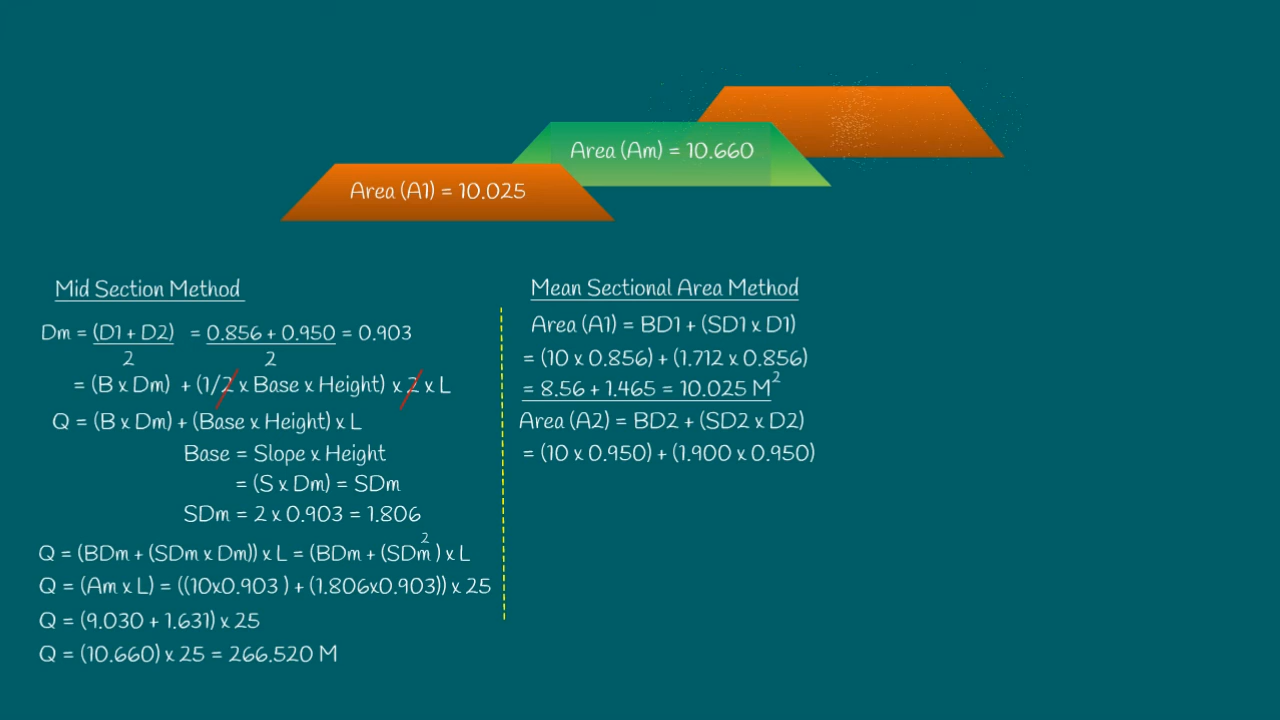 Area (Am) = 10.660
Area (A1) = 10.025
Mid Section Method
Dm = (D1 + D2) = 0.856 + 0.950 = 0.903
2 2
= (B x Dm) + (1/2 x Base x Height) x 2 x L
Q = (B x Dm) + (Base x Height) x L
Base = Slope x Height
= (S x Dm) = SDm
SDm = 2 x 0.903 = 1.806
Q = (BDm + (SDm x Dm)) x L = (BDm + (SDm²) x L
Q = (Am x L) = ((10x0.903 ) + (1.806x0.903)) x 25
Q = (9.030 + 1.631) x 25
Q = (10.660) x 25 = 266.520 M
Mean Sectional Area Method
Area (A1) = BD1 + (SD1 x D1)
= (10 x 0.856) + (1.712 x 0.856)
= 8.56 + 1.465 = 10.025 M²
Area (A2) = BD2 + (SD2 x D2)
= (10 x 0.950) + (1.900 x 0.950)